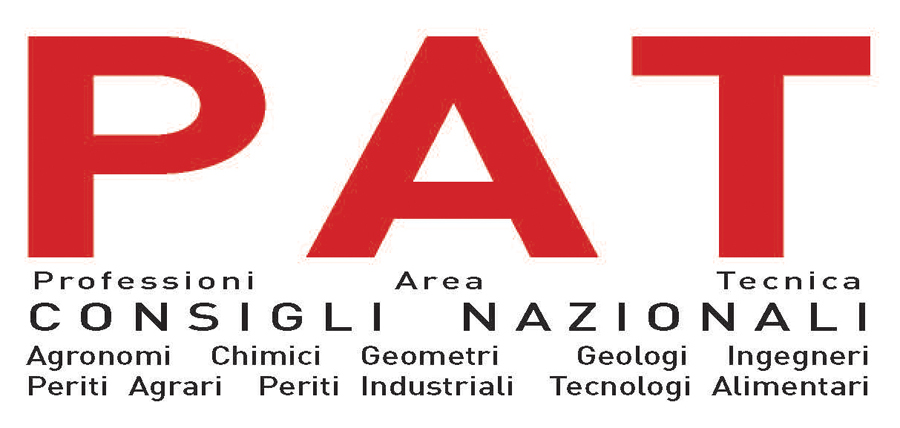 PAT
Professioni Area Tecnica
CONSIGLI NAZIONALI
Agronomi Chimici Geometri Geologi Ingegneri
Periti Agrari Periti Industriali Tecnologi Alimentari